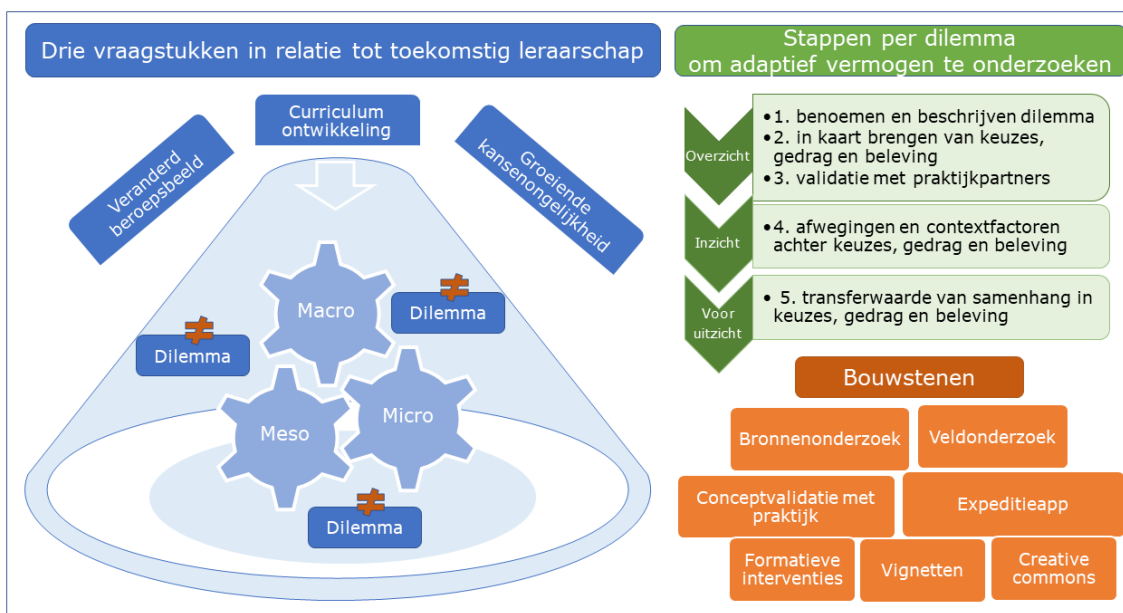 Drie vraagstukken in relatie tot toekomstig leraarschap
Curriculum
ontwikkeling
Veranderd
beroepsbeeld
Groeiende
kansenongelijkheid
Macro
Dilemma
Dilemma
Micro
Meso
Dilemma
Stappen per dilemma
om adaptief vermogen te onderzoeken
Overzicht
•1. benoemen en beschrijven dilemma
•2. in kaart brengen van keuzes,
gedrag en beleving
•3. validatie met praktijkpartners
Inzicht
•4. afwegingen en contextfactoren
achter keuzes, gedrag en beleving
Voor
uitzicht
• 5. transferwaarde van samenhang in
keuzes, gedrag en beleving
Bouwstenen
Bronnenonderzoek
Veldonderzoek
Conceptvalidatie met
praktijk
Expeditieapp
Formatieve
interventies
Vignetten
Creative
commons